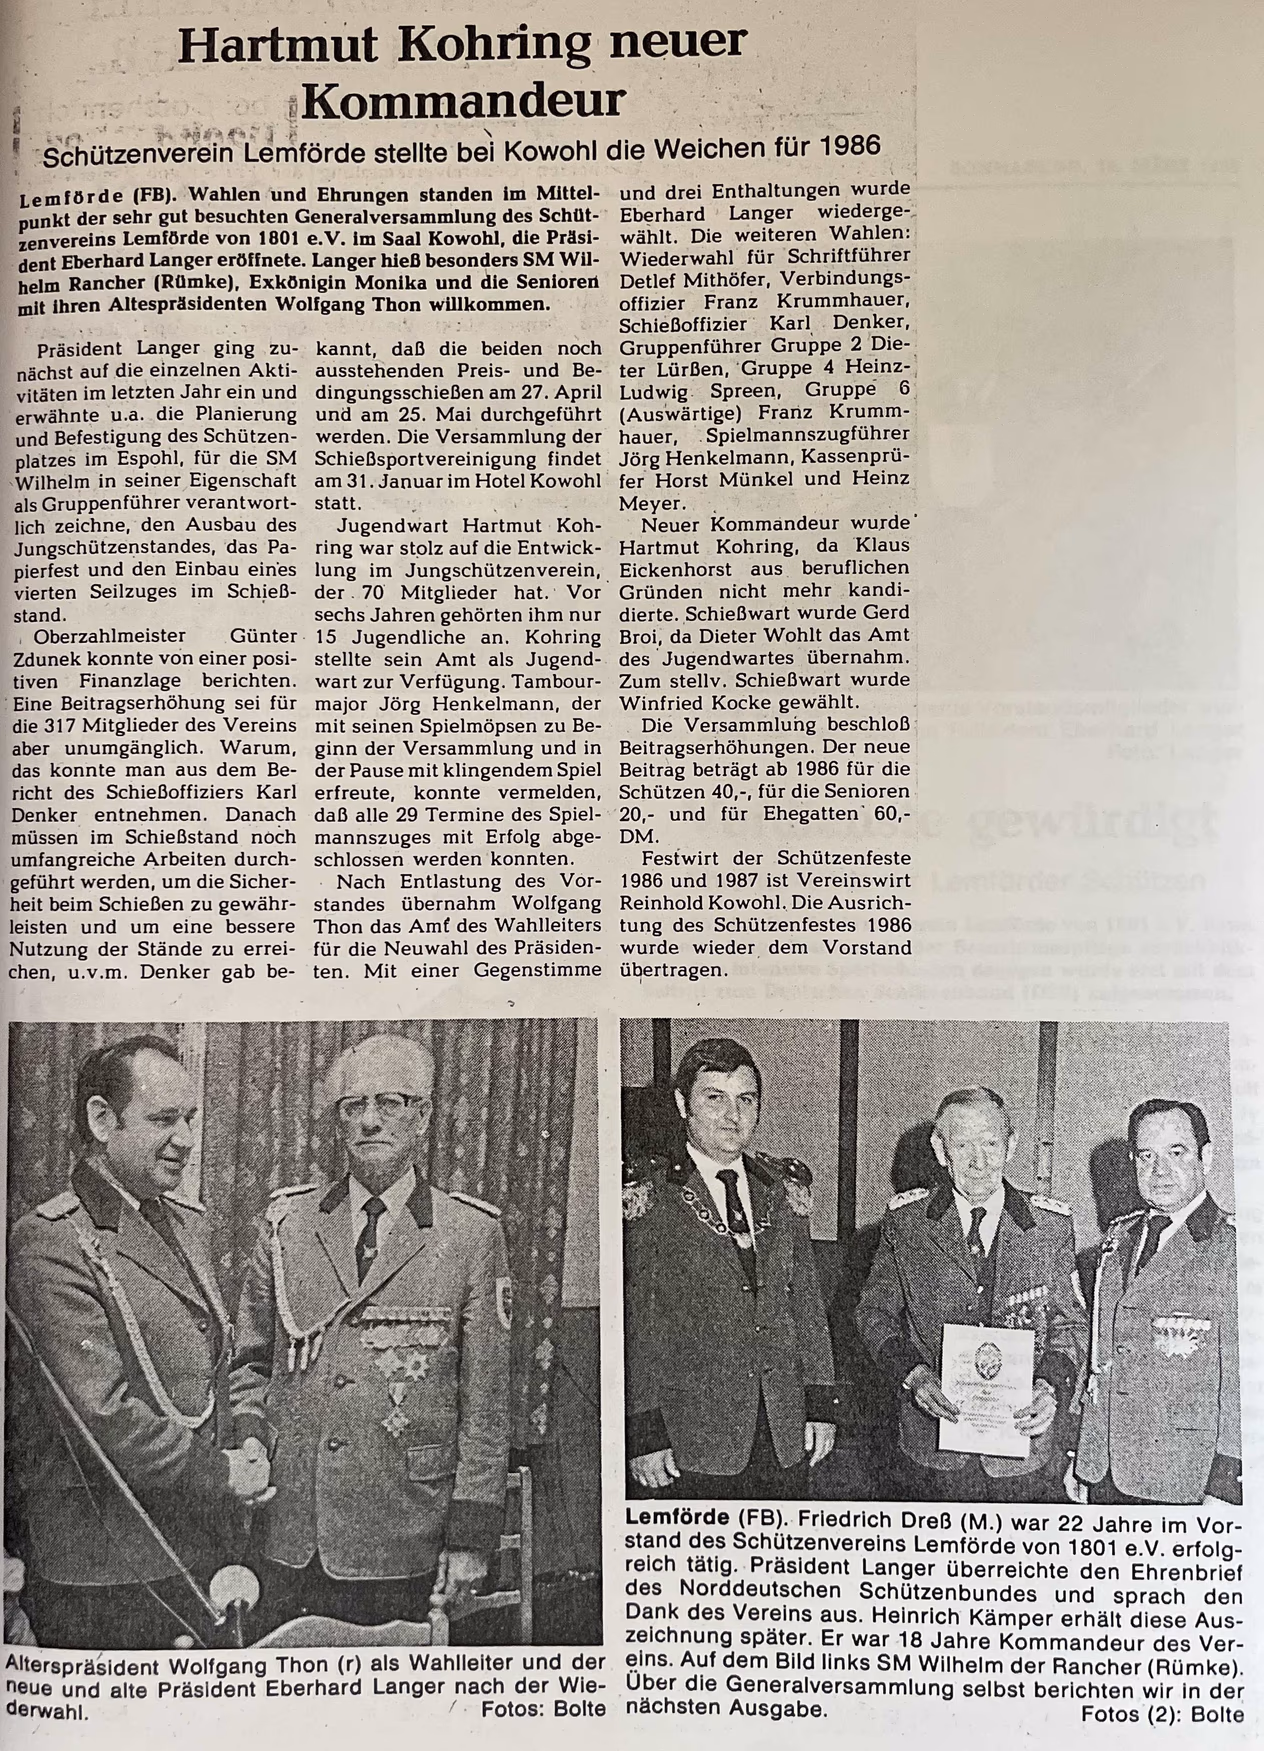 Hartmut Kohring neuer
Kommandeur
Schützenverein Lemförde stellte bei Kowohl die Weichen für 1986
Lemförde (FB). Wahlen und Ehrungen standen im Mittel-
punkt der sehr gut besuchten Generalversammlung des Schüt-
zenvereins Lemförde von 1801 e.V. im Saal Kowohl, die Präsi-
dent Eberhard Langer eröffnete. Langer hieß besonders SM Wil-
helm Rancher (Rümke), Exkönigin Monika und die Senioren
mit ihren Altespräsidenten Wolfgang Thon willkommen.
Präsident Langer ging zu-
nächst auf die einzelnen Akti-
vitäten im letzten Jahr ein und
erwähnte u.a. die Planierung
und Befestigung des Schützen-
platzes im Espohl, für die SM
Wilhelm in seiner Eigenschaft
als Gruppenführer verantwort-
lich zeichne, den Ausbau des
Jungschützenstandes, das Pa-
pierfest und den Einbau eines
vierten Seilzuges im Schieß-
stand.
Oberzahlmeister Günter
Zdunek konnte von einer posi-
tiven Finanzlage berichten.
Eine Beitragserhöhung sei für
die 317 Mitglieder des Vereins
aber unumgänglich. Warum,
das konnte man aus dem Be-
richt des Schießoffiziers Karl
Denker entnehmen. Danach
müssen im Schießstand noch
umfangreiche Arbeiten durch-
geführt werden, um die Sicher-
heit beim Schießen zu gewähr-
leisten und um eine bessere
Nutzung der Stände zu errei-
chen, u.v.m. Denker gab be-
kannt, daß die beiden noch
ausstehenden Preis- und Be-
dingungsschießen am 27. April
und am 25. Mai durchgeführt
werden. Die Versammlung der
Schießsportvereinigung findet
am 31. Januar im Hotel Kowohl
statt.
Jugendwart Hartmut Koh-
ring war stolz auf die Entwick-
lung im Jungschützenverein,
der 70 Mitglieder hat. Vor
sechs Jahren gehörten ihm nur
15 Jugendliche an. Kohring
stellte sein Amt als Jugend-
wart zur Verfügung. Tambour-
major Jörg Henkelmann, der
mit seinen Spielmöpsen zu Be-
ginn der Versammlung und in
der Pause mit klingendem Spiel
erfreute, konnte vermelden,
daß alle 29 Termine des Spiel-
mannszuges mit Erfolg abge-
schlossen werden konnten.
Nach Entlastung des Vor-
standes übernahm Wolfgang
Thon das Amt des Wahlleiters
für die Neuwahl des Präsiden-
ten. Mit einer Gegenstimme
und drei Enthaltungen wurde
Eberhard Langer wiederge-
wählt. Die weiteren Wahlen:
Wiederwahl für Schriftführer
Detlef Mithöfer, Verbindungs-
offizier Franz Krummhauer,
Schießoffizier Karl Denker,
Gruppenführer Gruppe 2 Die-
ter Lürßen, Gruppe 4 Heinz-
Ludwig Spreen, Gruppe 6
(Auswärtige) Franz Krumm-
hauer, Spielmannszugführer
Jörg Henkelmann, Kassenprü-
fer Horst Münkel und Heinz
Meyer.
Neuer Kommandeur wurde
Hartmut Kohring, da Klaus
Eickenhorst aus beruflichen
Gründen nicht mehr kandi-
dierte. Schießwart wurde Gerd
Broi, da Dieter Wohlt das Amt
des Jugendwartes übernahm.
Zum stellv. Schießwart wurde
Winfried Kocke gewählt.
Die Versammlung beschloß
Beitragserhöhungen. Der neue
Beitrag beträgt ab 1986 für die
Schützen 40,-, für die Senioren
20,- und für Ehegatten 60,-
DM.
Festwirt der Schützenfeste
1986 und 1987 ist Vereinswirt
Reinhold Kowohl. Die Ausrich-
tung des Schützenfestes 1986
wurde wieder dem Vorstand
übertragen.
Alterspräsident Wolfgang Thon (r) als Wahlleiter und der
neue und alte Präsident Eberhard Langer nach der Wie-
derwahl. Fotos: Bolte
Lemförde (FB). Friedrich Dreß (M.) war 22 Jahre im Vor-
stand des Schützenvereins Lemförde von 1801 e.V. erfolg-
reich tätig. Präsident Langer überreichte den Ehrenbrief
des Norddeutschen Schützenbundes und sprach den
Dank des Vereins aus. Heinrich Kämper erhält diese Aus-
zeichnung später. Er war 18 Jahre Kommandeur des Ver-
eins. Auf dem Bild links SM Wilhelm der Rancher (Rümke).
Über die Generalversammlung selbst berichten wir in der
nächsten Ausgabe. Fotos (2): Bolte